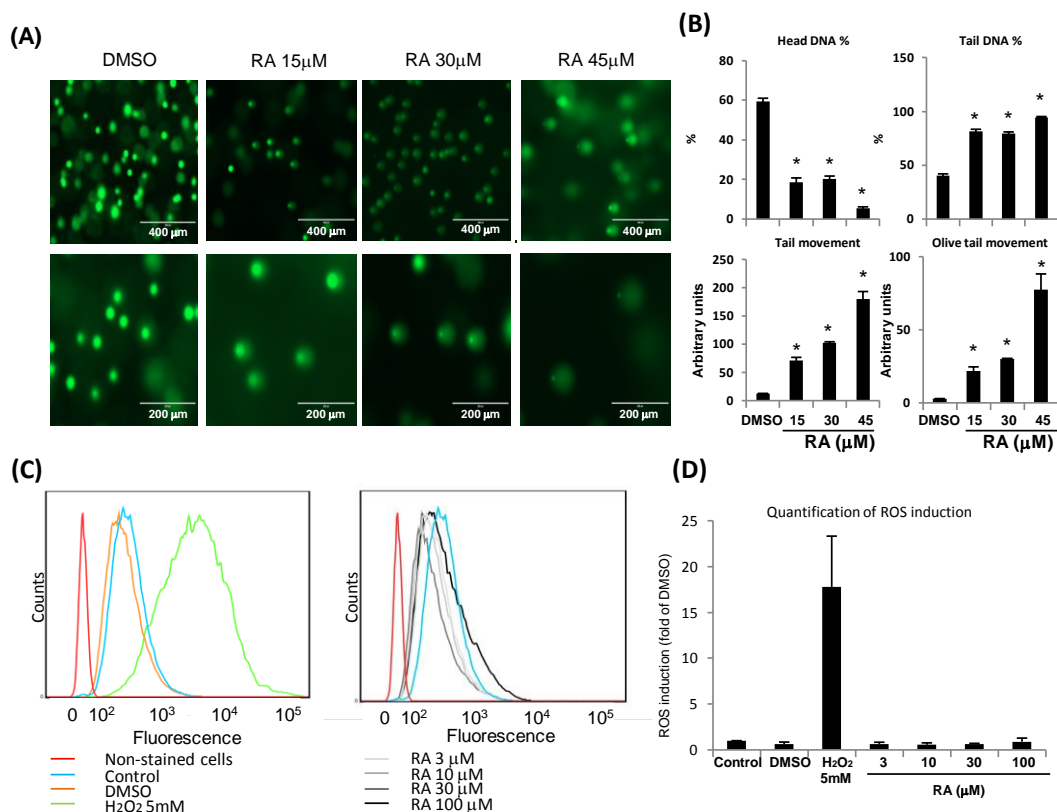 (A)
DMSO RA 15μM RA 30μM RA 45μM
400 μm 400 μm 400 μm 400 μm
200 μm 200 μm 200 μm 200 μm
(B)
Head DNA % Tail DNA %
80
60
40
20
0
%
* * *
150
100
50
0
%
* * *
Tail movement Olive tail movement
250
200
150
100
50
0
Arbitrary units
* * *
DMSO 15 30 45
RA (μM)
100
50
0
Arbitrary units
* * *
DMSO 15 30 45
RA (μM)
(C)
Counts
0 10² 10³ 10⁴ 10⁵
Fluorescence
Non-stained cells
Control
DMSO
H₂O₂ 5mM
Counts
0 10² 10³ 10⁴ 10⁵
Fluorescence
RA 3 μM
RA 10 μM
RA 30 μM
RA 100 μM
(D)
Quantification of ROS induction
25
20
15
10
5
0
ROS induction (fold of DMSO)
Control DMSO H₂O₂ 3 10 30 100
5mM
RA (μM)